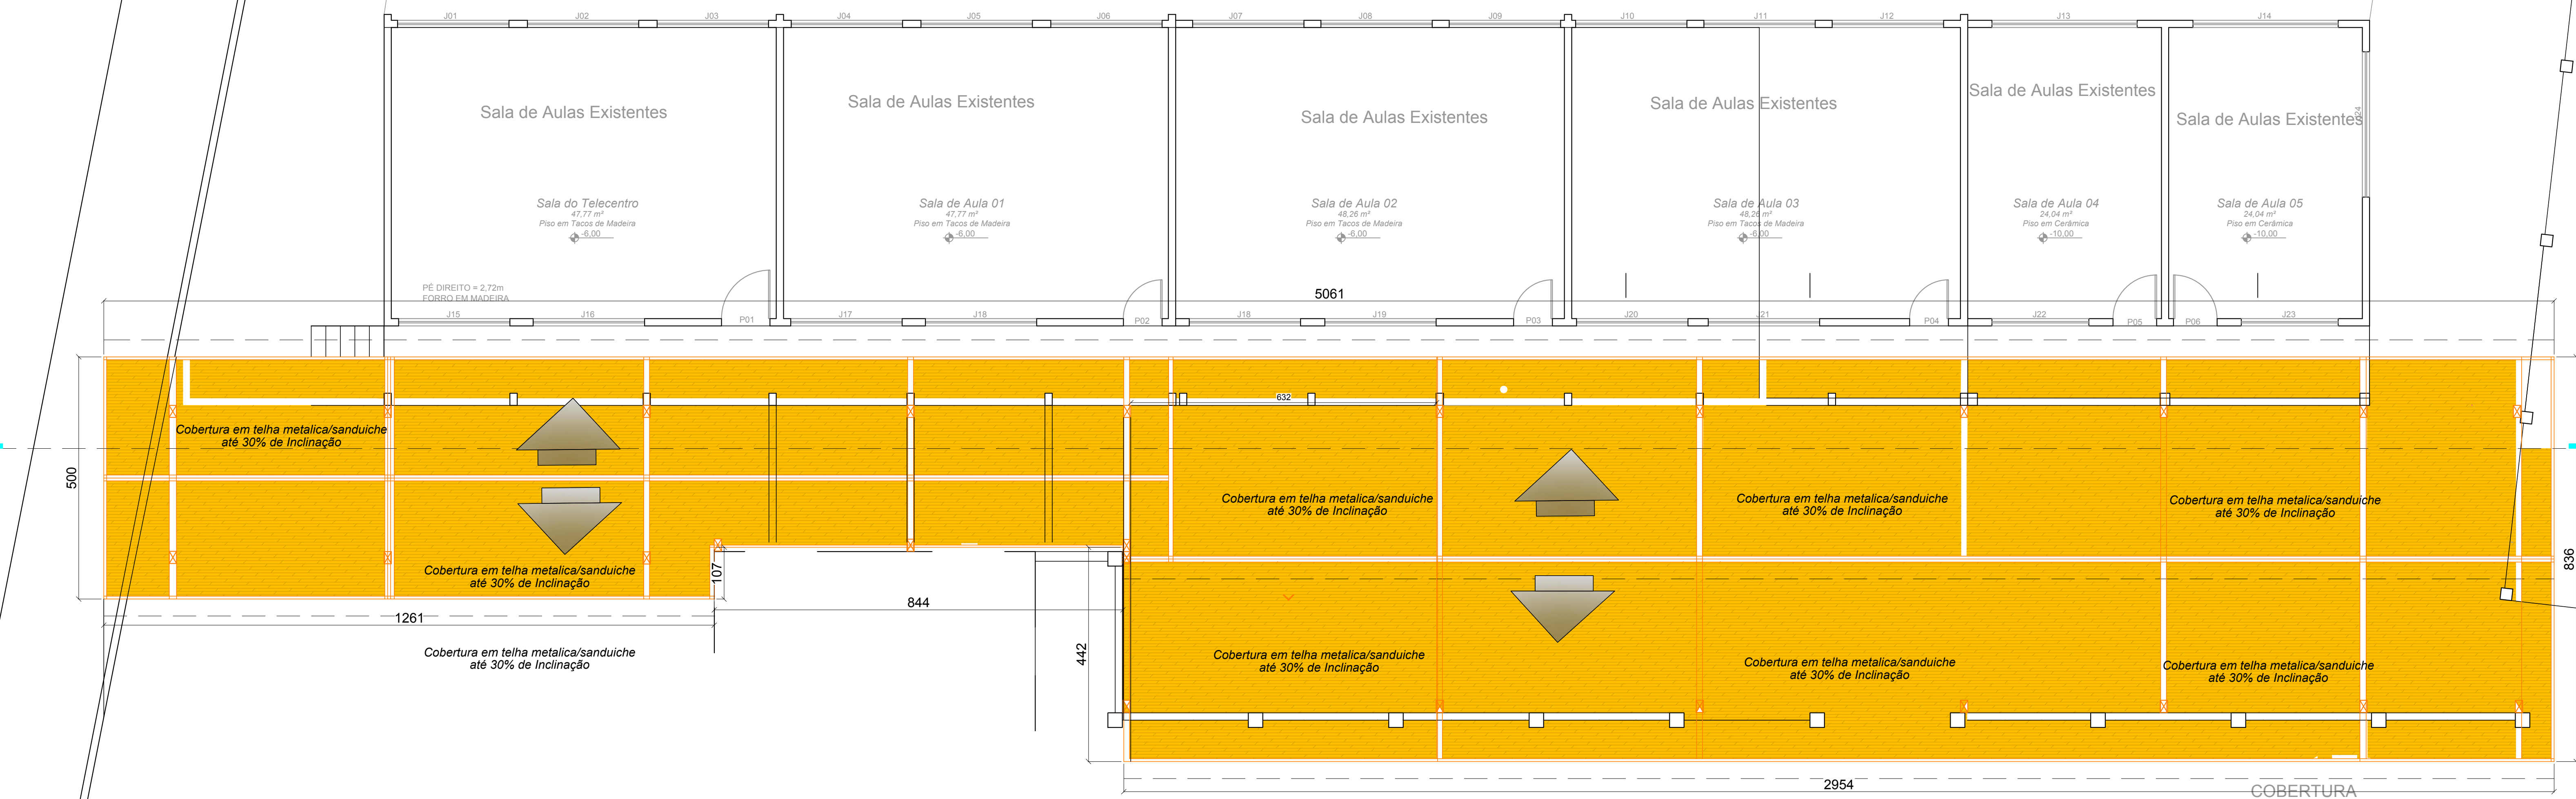 J01 J02 J03 J04 J05 J06 J07 J08 J09 J10 J11 J12 J13 J14
Sala de Aulas Existentes
Sala de Aulas Existentes
Sala de Aulas Existentes
Sala de Aulas Existentes
Sala de Aulas Existentes
Sala de Aulas Existentes
J24
Sala do Telecentro
47,77 m²
Piso em Tacos de Madeira
-6,00
Sala de Aula 01
47,77 m²
Piso em Tacos de Madeira
-6,00
Sala de Aula 02
48,26 m²
Piso em Tacos de Madeira
-6,00
Sala de Aula 03
48,26 m²
Piso em Tacos de Madeira
-6,00
Sala de Aula 04
24,04 m²
Piso em Cerâmica
-10,00
Sala de Aula 05
24,04 m²
Piso em Cerâmica
-10,00
PÉ DIREITO = 2,72m
FORRO EM MADEIRA
5061
J15 J16 P01 J17 J18 P02 J18 J19 P03 J20 J21 P04 J22 P05 P06 J23
632
Cobertura em telha metalica/sanduiche
até 30% de Inclinação
500
Cobertura em telha metalica/sanduiche
até 30% de Inclinação
Cobertura em telha metalica/sanduiche
até 30% de Inclinação
Cobertura em telha metalica/sanduiche
até 30% de Inclinação
836
Cobertura em telha metalica/sanduiche
até 30% de Inclinação
107
844
1261
442
Cobertura em telha metalica/sanduiche
até 30% de Inclinação
Cobertura em telha metalica/sanduiche
até 30% de Inclinação
Cobertura em telha metalica/sanduiche
até 30% de Inclinação
Cobertura em telha metalica/sanduiche
até 30% de Inclinação
2954
COBERTURA